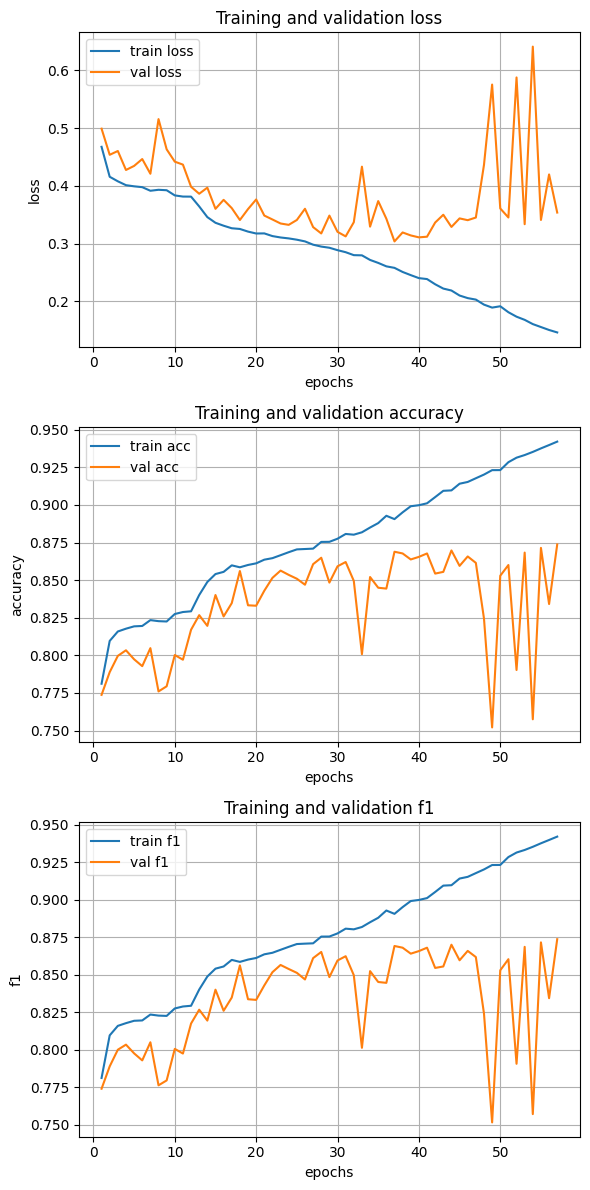 Training and validation loss
train loss
val loss
0.6
0.5
0.4
0.3
0.2
loss
0
10
20
30
40
50
epochs
Training and validation accuracy
train acc
val acc
0.950
0.925
0.900
0.875
0.850
0.825
0.800
0.775
0.750
accuracy
0
10
20
30
40
50
epochs
Training and validation f1
train f1
val f1
0.950
0.925
0.900
0.875
0.850
0.825
0.800
0.775
0.750
f1
0
10
20
30
40
50
epochs